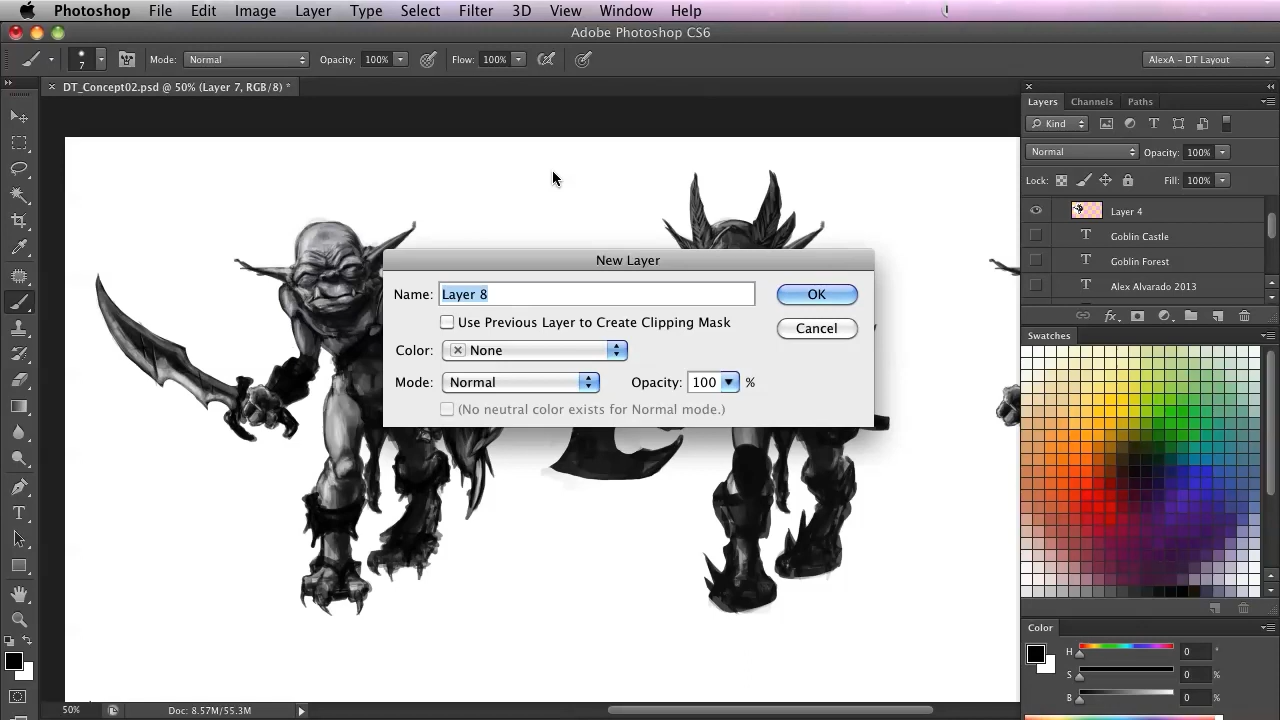 Photoshop File Edit Image Layer Type Select Filter 3D View Window Help
Adobe Photoshop CS6
7 Mode: Normal Opacity: 100% Flow: 100% AlexA - DT Layout
DT_Concept02.psd @ 50% (Layer 7, RGB/8) *
Layers Channels Paths
Kind T
Normal Opacity: 100%
Lock: Fill: 100%
Layer 4
T Goblin Castle
T Goblin Forest
T Alex Alvarado 2013
fx
Swatches
New Layer
Name: Layer 8 OK
Use Previous Layer to Create Clipping Mask Cancel
Color: None
Mode: Normal Opacity: 100 %
(No neutral color exists for Normal mode.)
T
Color
H 0 °
S 0 %
B 0 %
50% Doc: 8.57M/55.3M